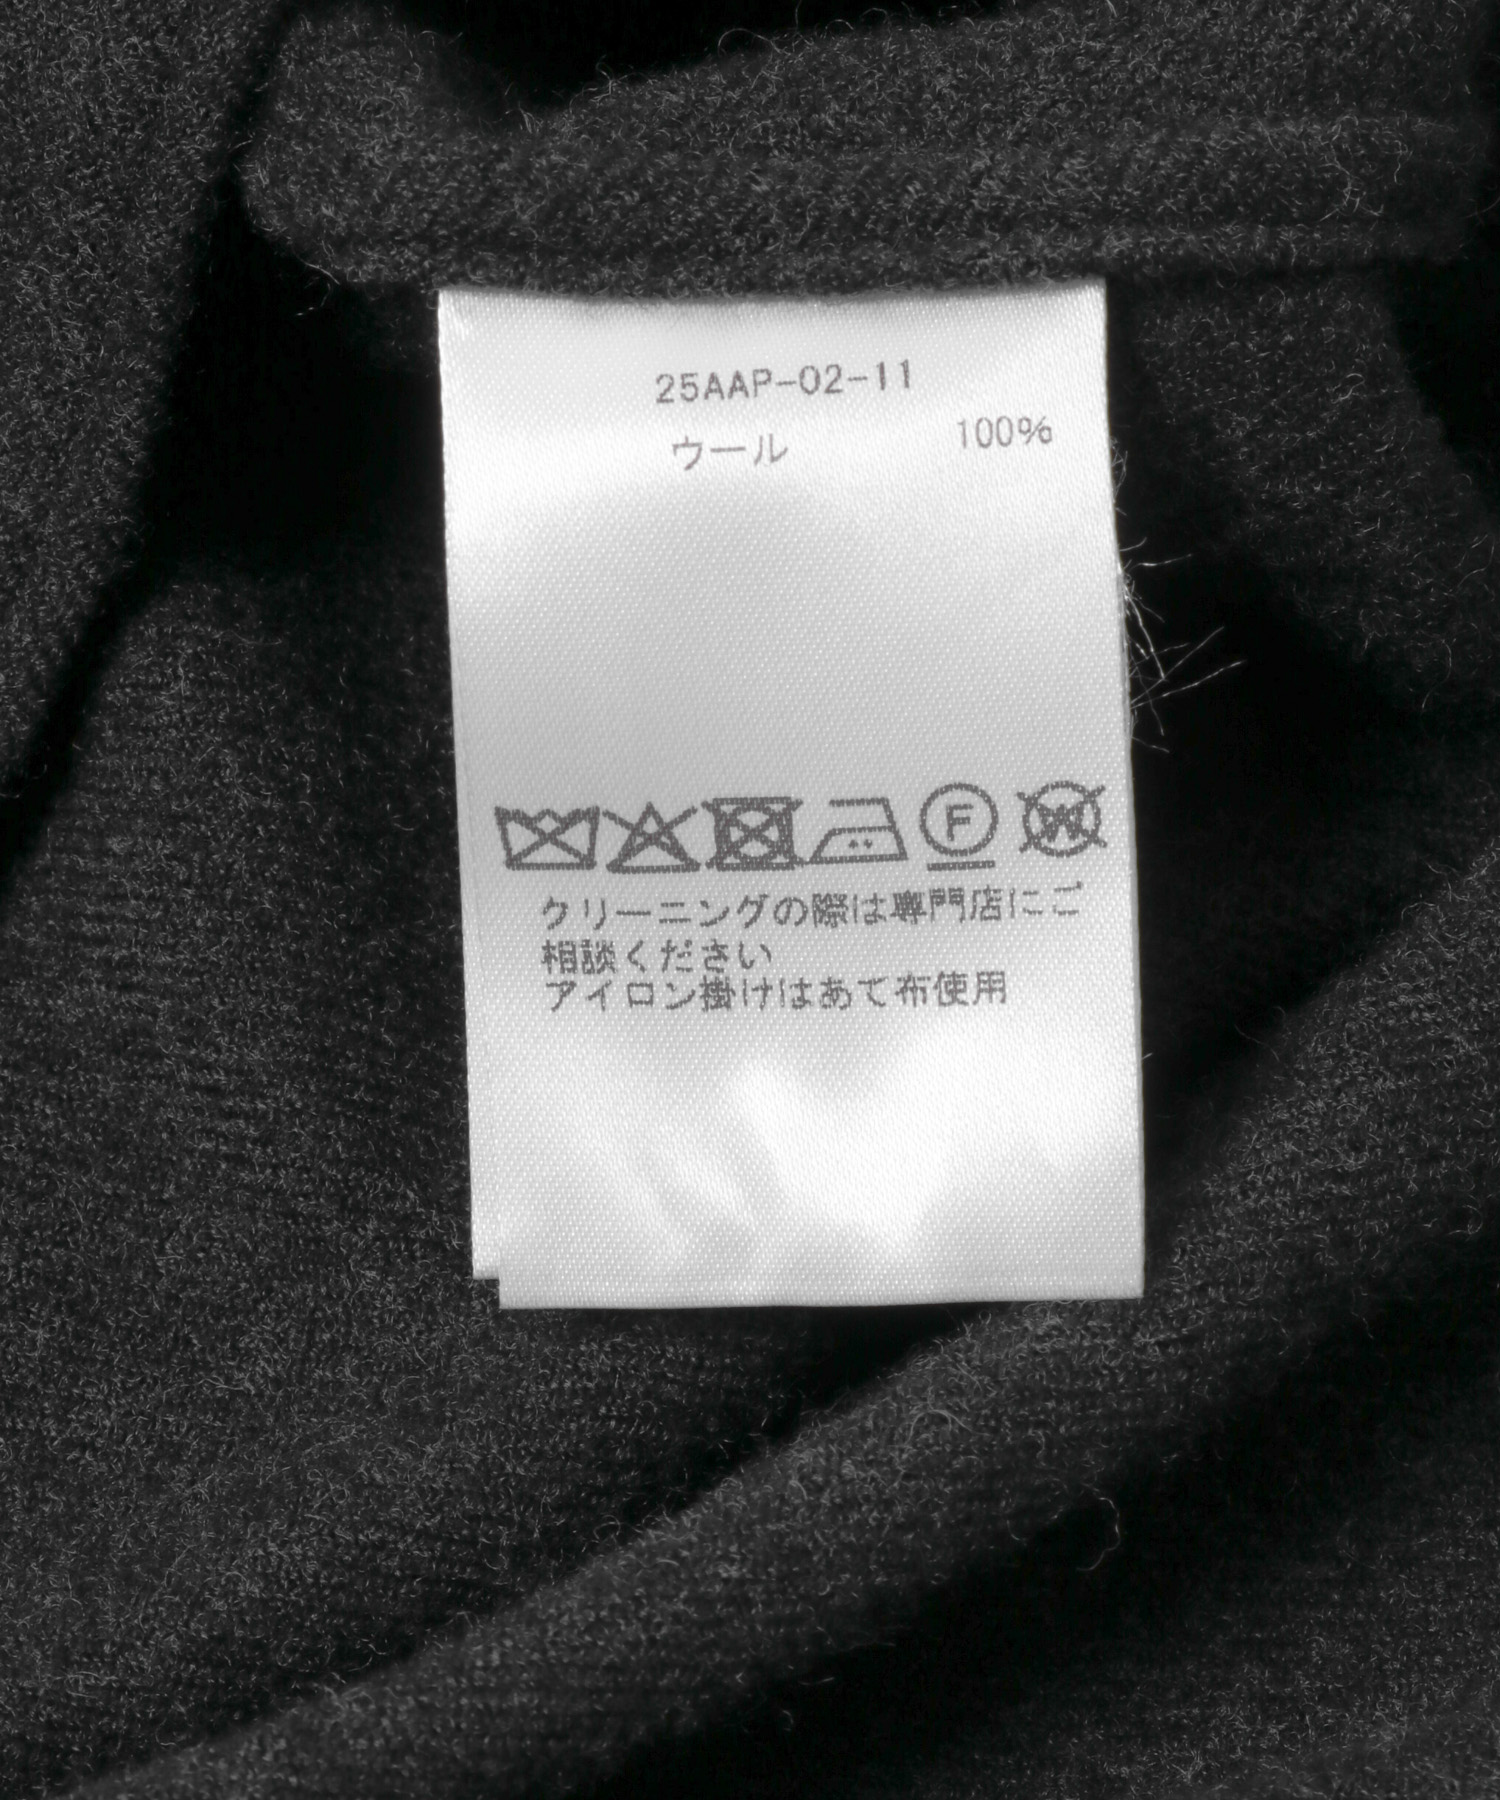 25AAP-02-11
ウール 100%
F W
クリーニングの際は専門店にご
相談ください
アイロン掛けはあて布使用